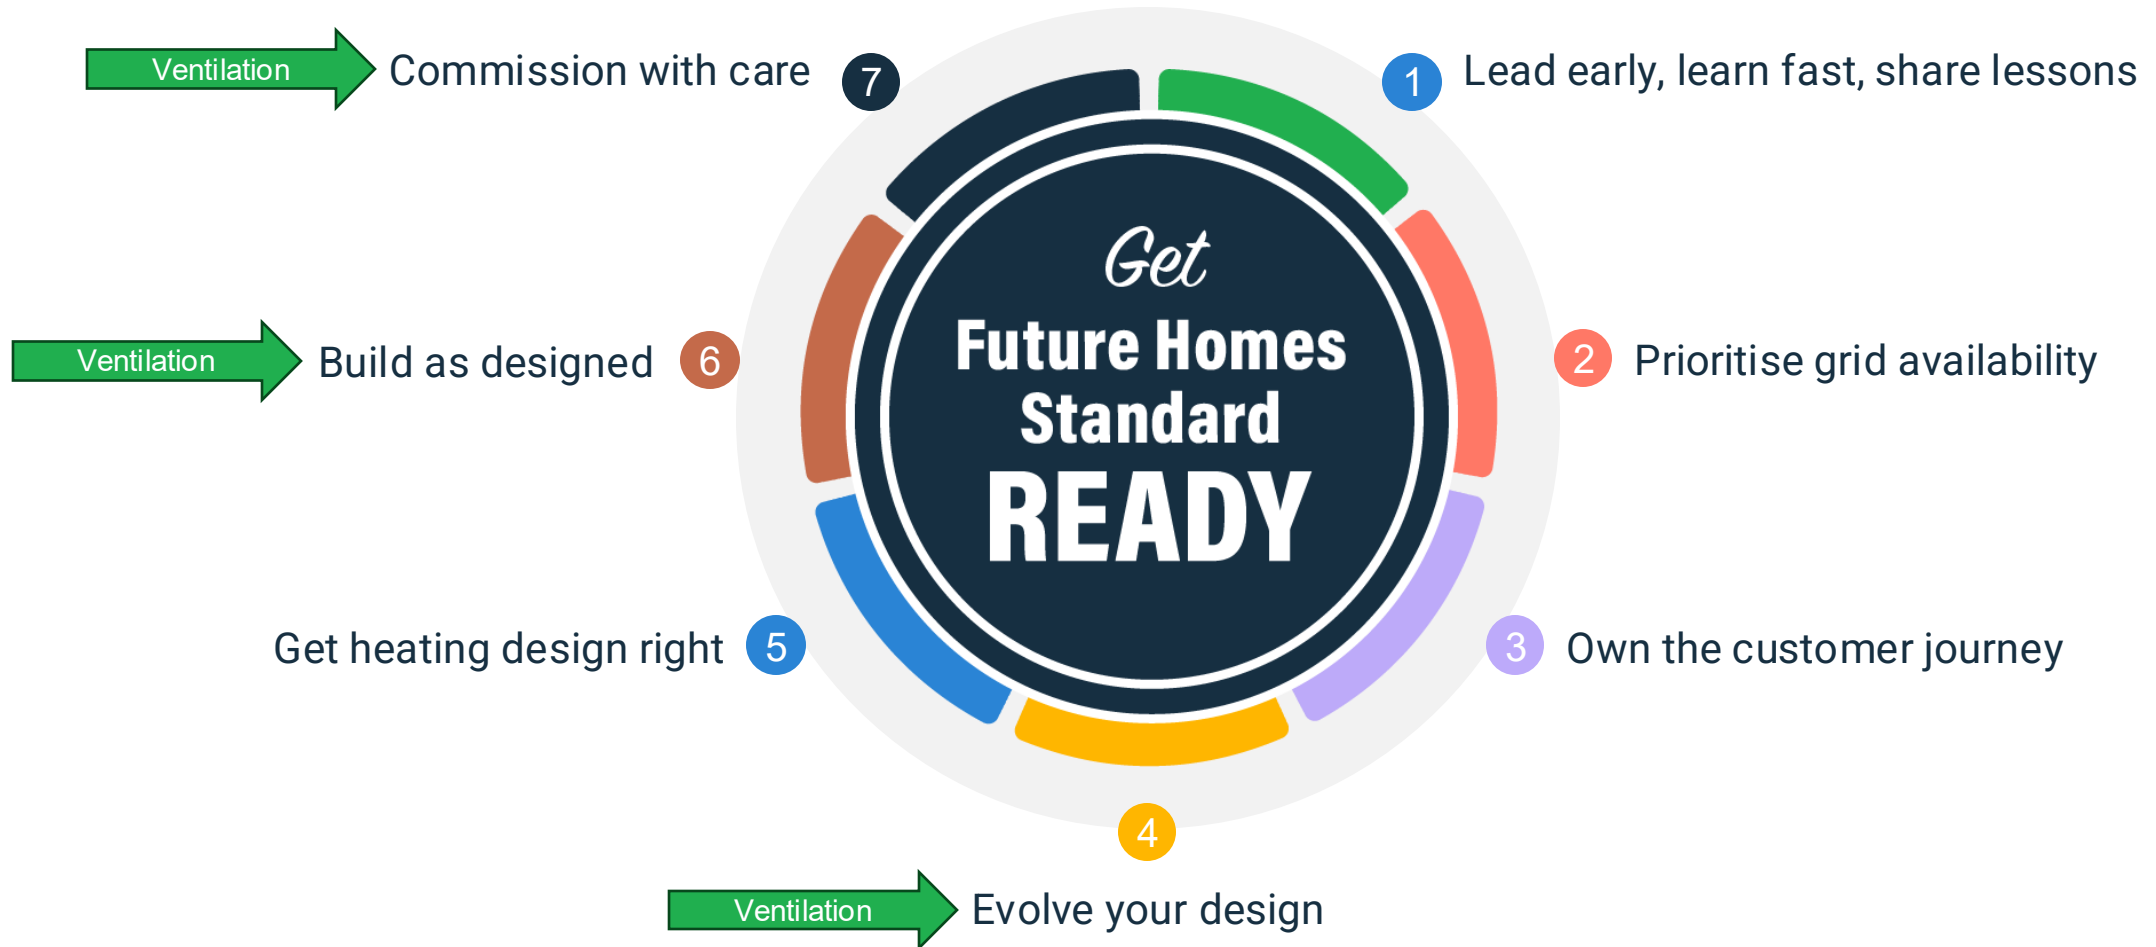 Get
Future Homes
Standard
READY
1 Lead early, learn fast, share lessons
2 Prioritise grid availability
3 Own the customer journey
4
Ventilation Evolve your design
Get heating design right 5
Ventilation Build as designed 6
Ventilation Commission with care 7